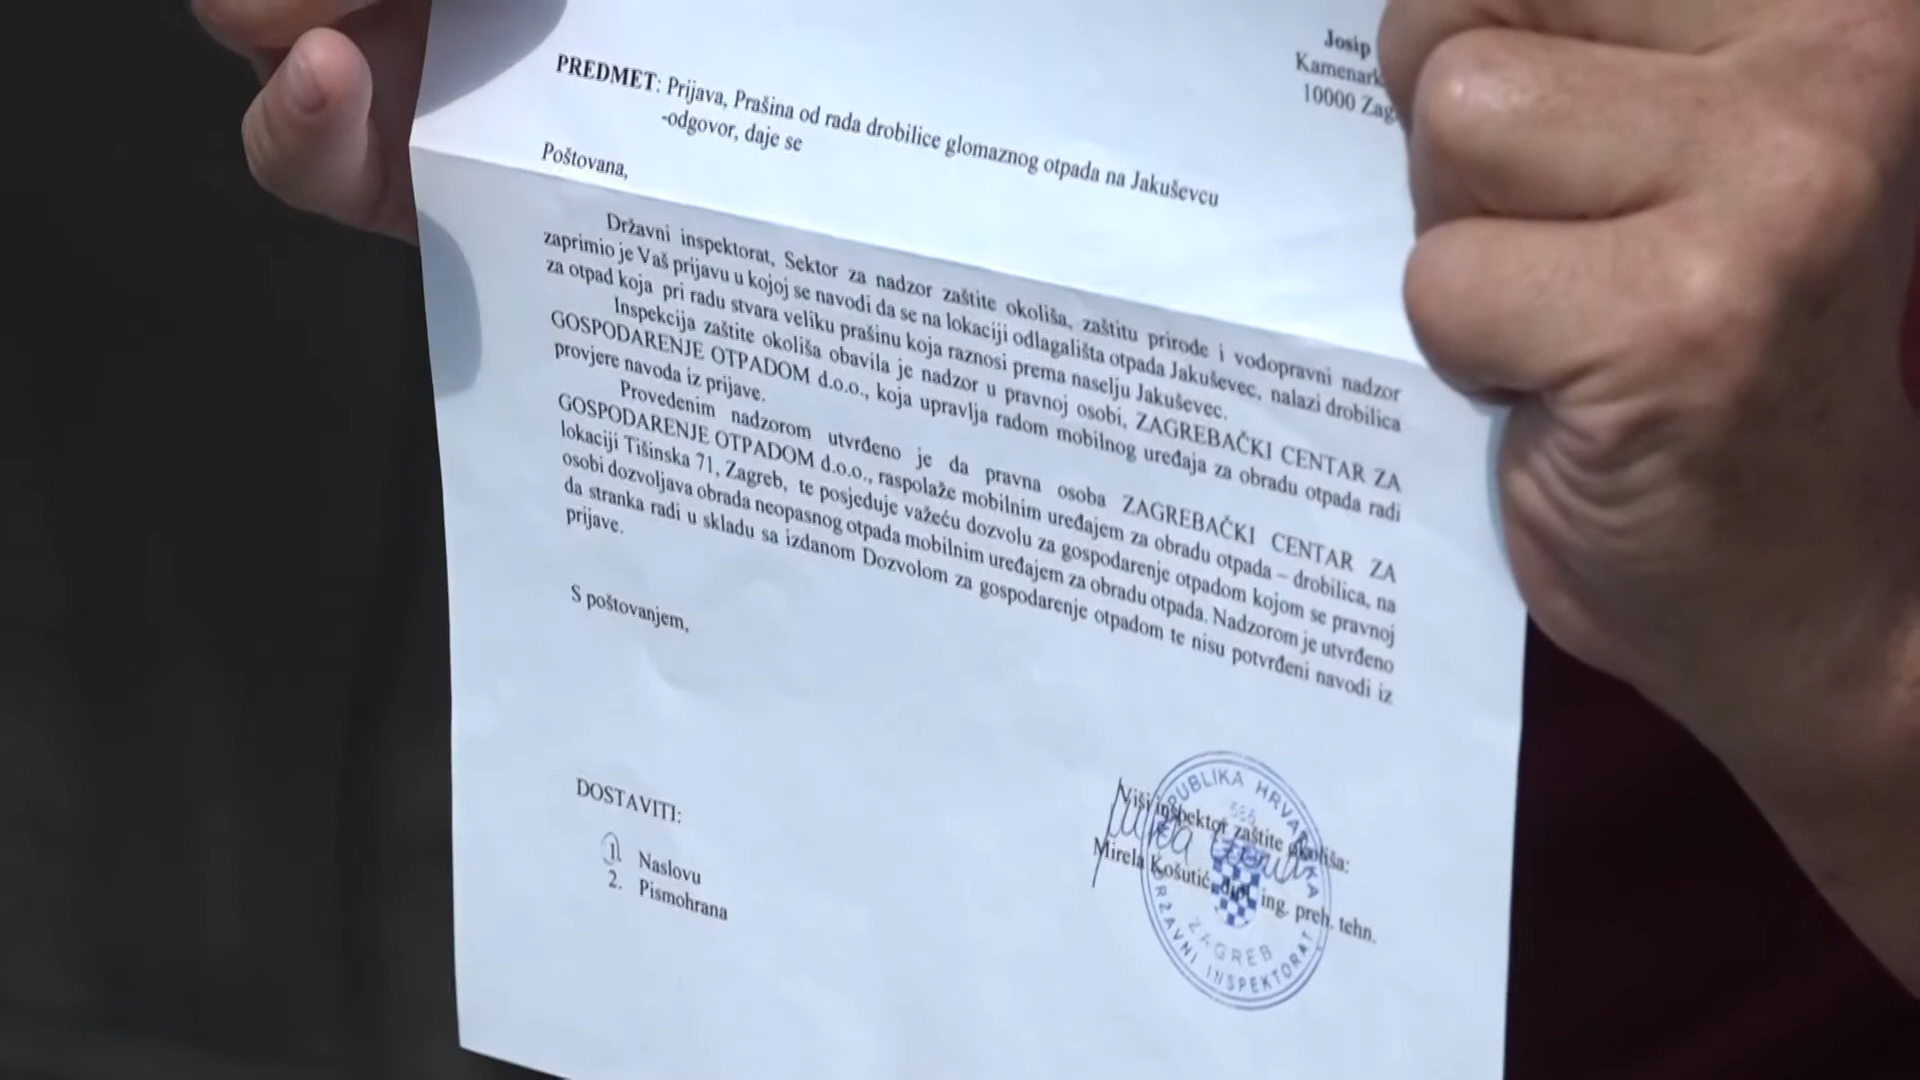 Josip
Kamenark
10000 Zag
PREDMET: Prijava, Prašina od rada drobilice glomaznog otpada na Jakuševcu
-odgovor, daje se
Poštovana,
Državni inspektorat, Sektor za nadzor zaštite okoliša, zaštitu prirode i vodopravni nadzor
zaprimio je Vaš prijavu u kojoj se navodi da se na lokaciji odlagališta otpada Jakuševec, nalazi drobilica
za otpad koja pri radu stvara veliku prašinu koja raznosi prema naselju Jakuševec.
Inspekcija zaštite okoliša obavila je nadzor u pravnoj osobi, ZAGREBAČKI CENTAR ZA
GOSPODARENJE OTPADOM d.o.o., koja upravlja radom mobilnog uređaja za obradu otpada radi
provjere navoda iz prijave.
Provedenim nadzorom utvrđeno je da pravna osoba ZAGREBAČKI CENTAR ZA
GOSPODARENJE OTPADOM d.o.o., raspolaže mobilnim uređajem za obradu otpada – drobilica, na
lokaciji Tišinska 71, Zagreb, te posjeduje važeću dozvolu za gospodarenje otpadom kojom se pravnoj
osobi dozvoljava obrada neopasnog otpada mobilnim uređajem za obradu otpada. Nadzorom je utvrđeno
da stranka radi u skladu sa izdanom Dozvolom za gospodarenje otpadom te nisu potvrđeni navodi iz
prijave.
S poštovanjem,
Viši inspektor zaštite okoliša:
Mirela Košutić, dipl. ing. preh. tehn.
REPUBLIKA HRVATSKA
DRŽAVNI INSPEKTORAT
ZAGREB
DOSTAVITI:
1. Naslovu
2. Pismohrana